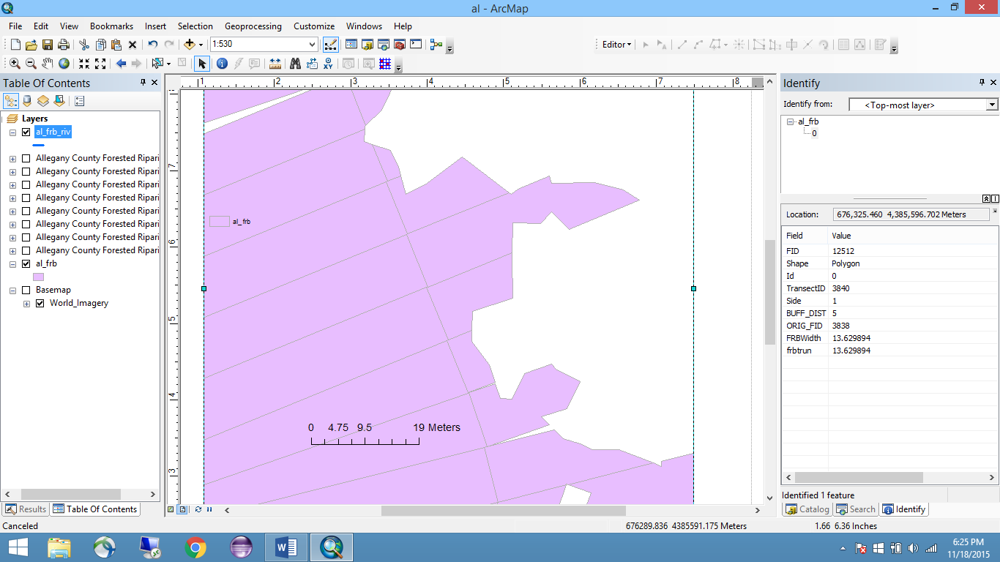 al - ArcMap
File Edit View Bookmarks Insert Selection Geoprocessing Customize Windows Help
1:530
Editor
Table Of Contents
Layers
al_frb_riv
Allegany County Forested Ripari
Allegany County Forested Ripari
Allegany County Forested Ripari
Allegany County Forested Ripari
Allegany County Forested Ripari
Allegany County Forested Ripari
Allegany County Forested Ripari
Allegany County Forested Ripari
al_frb
Basemap
World_Imagery
Results Table Of Contents
1 2 3 4 5 6 7 8
7
6
5
4
3
al_frb
0 4.75 9.5 19 Meters
Identify
Identify from: <Top-most layer>
al_frb
0
Location: 676,325.460 4,385,596.702 Meters
Field Value
FID 12512
Shape Polygon
Id 0
TransectID 3840
Side 1
BUFF_DIST 5
ORIG_FID 3838
FRBWidth 13.629894
frbtrun 13.629894
Identified 1 feature
Catalog Search Identify
Canceled
676289.836 4385591.175 Meters
1.66 6.36 Inches
6:25 PM
11/18/2015